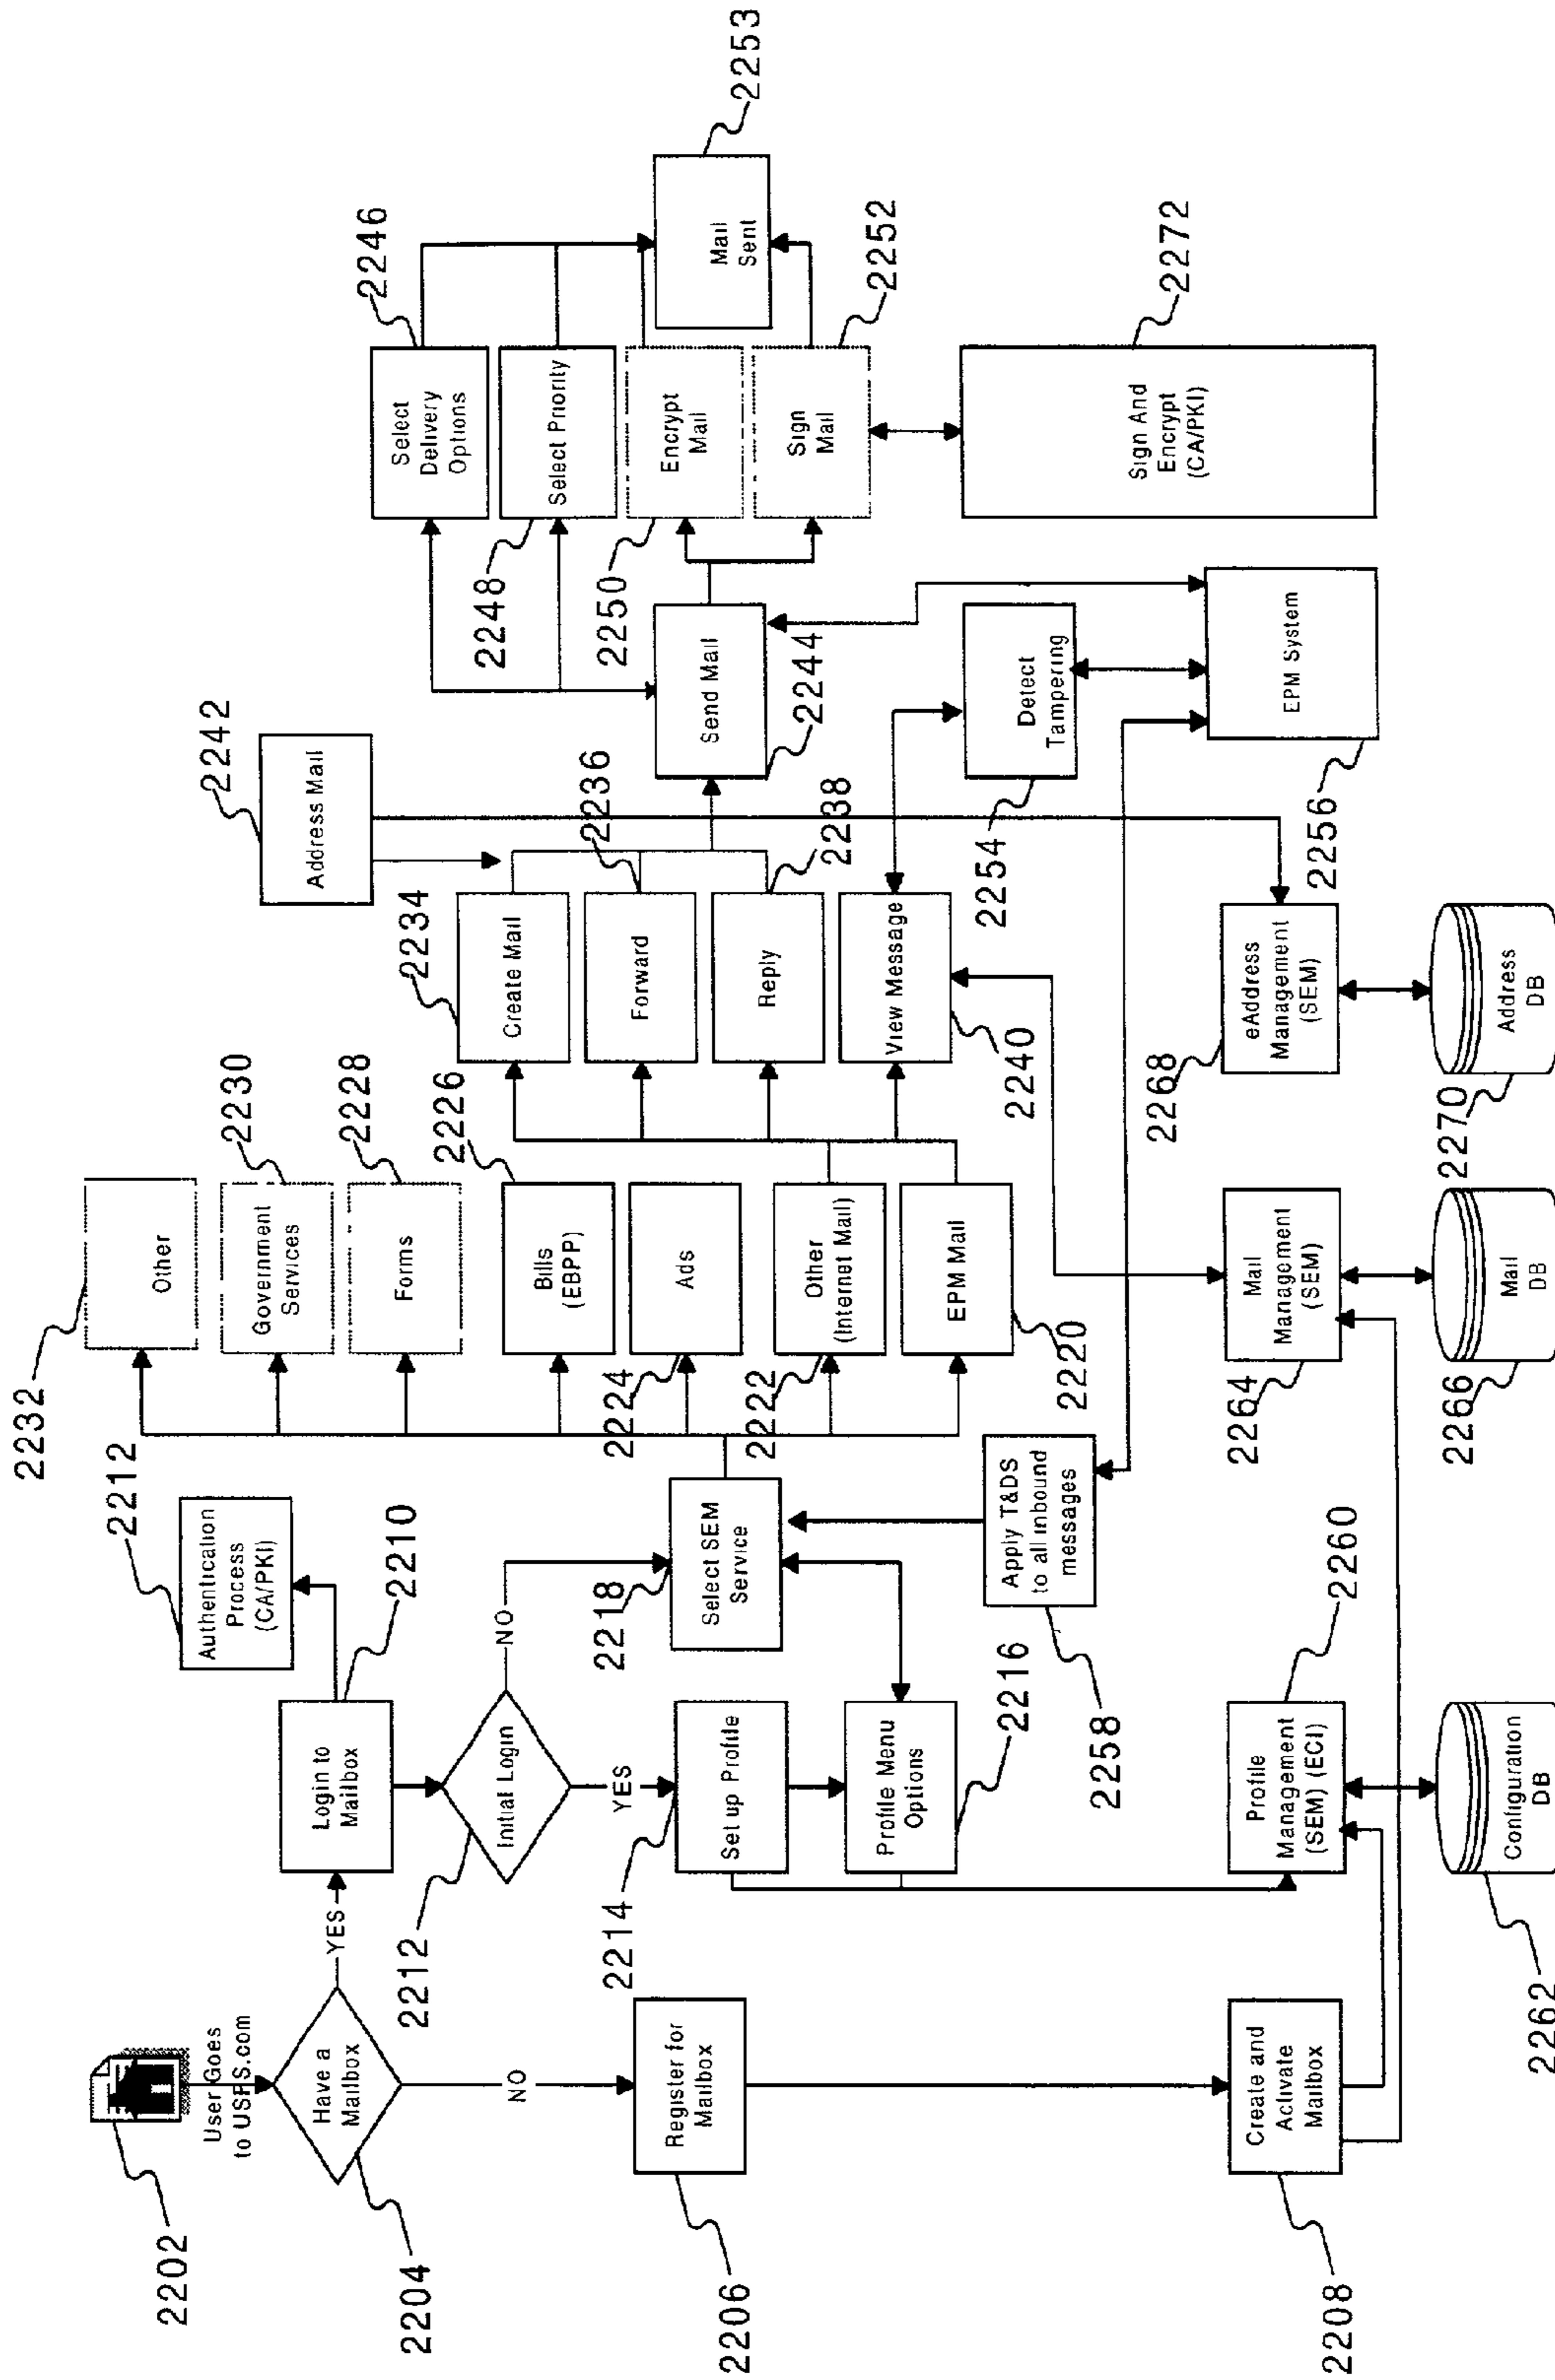 2202
User Goes
to USPS.com
2204
Have a
Mailbox
YES
NO
2206
Register for
Mailbox
2208
Create and
Activate
Mailbox
2212
Authentication
Process
(CA/PKI)
2210
Login to
Mailbox
2212
Initial Login
NO
YES
2214
Set up Profile
2216
Profile Menu
Options
2218
Select SEM
Service
2258
Apply T&DS
to all inbound
messages
2260
Profile
Management
(SEM) (ECI)
2262
Configuration
DB
2232
Other
2230
Government
Services
2228
Forms
2226
Bills
(EBPP)
2224
Ads
2222
Other
(Internet Mail)
2220
EPM Mail
2264
Mail
Management
(SEM)
2266
Mail
DB
2242
Address Mail
2234
Create Mail
2236
Forward
2238
Reply
2240
View Message
2268
eAddress
Management
(SEM)
2270
Address
DB
2244
Send Mail
2254
Detect
Tampering
2256
EPM System
2246
Select
Delivery
Options
2248
Select Priority
2250
Encrypt
Mail
2252
Sign
Mail
2272
Sign And
Encrypt
(CA/PKI)
2253
Mail
Sent